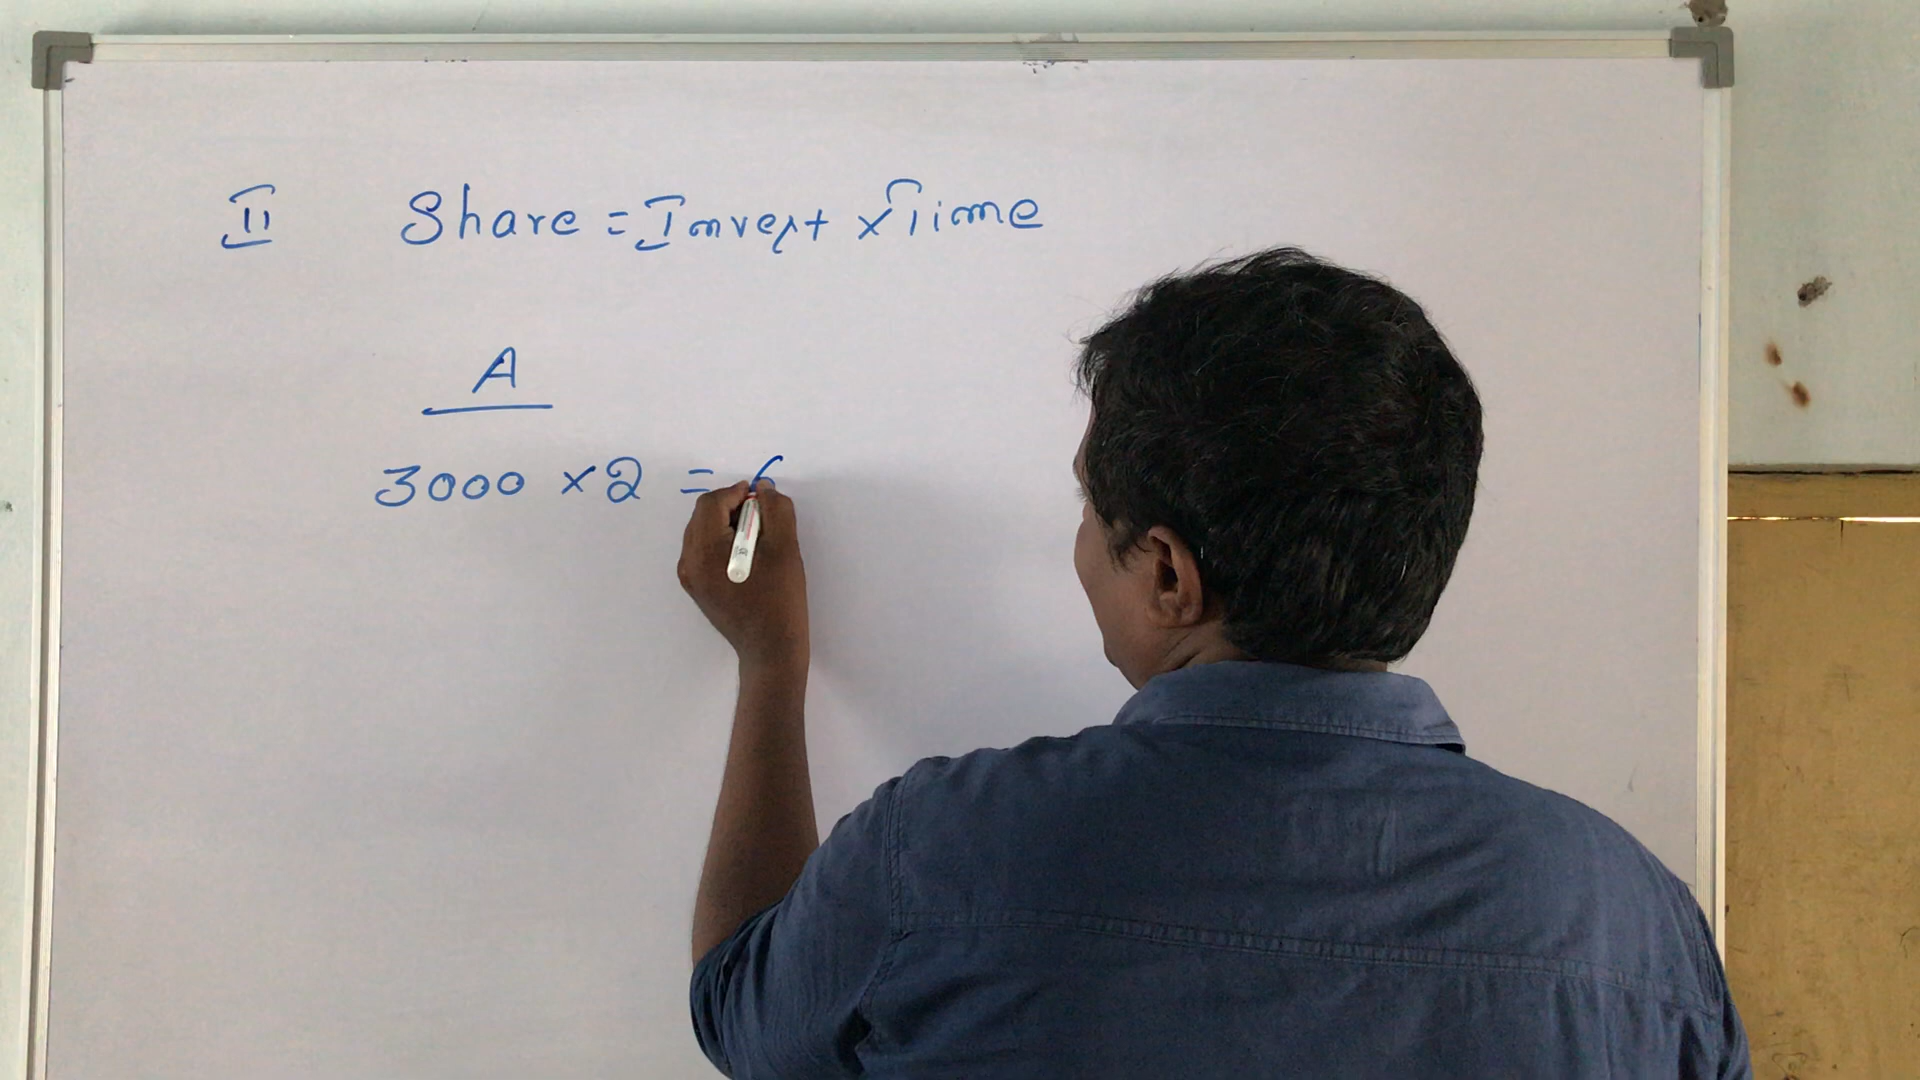 II Share = Invest × Time
A
3000 × 2 = 6